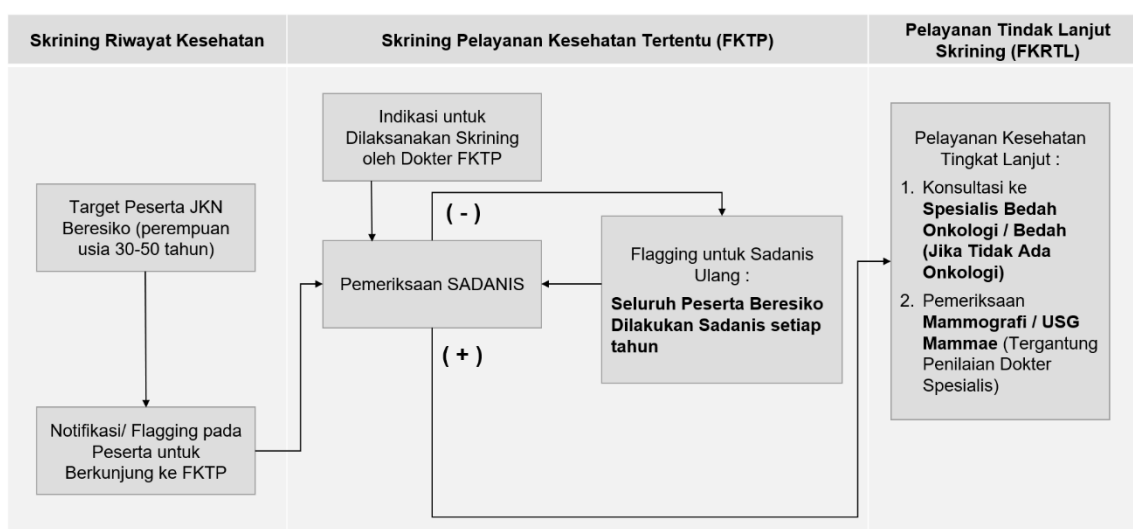 Skrining Riwayat Kesehatan
Skrining Pelayanan Kesehatan Tertentu (FKTP)
Pelayanan Tindak Lanjut
Skrining (FKRTL)
Target Peserta JKN
Beresiko (perempuan
usia 30-50 tahun)
Notifikasi/ Flagging pada
Peserta untuk
Berkunjung ke FKTP
Indikasi untuk
Dilaksanakan Skrining
oleh Dokter FKTP
( - )
Pemeriksaan SADANIS
( + )
Flagging untuk Sadanis
Ulang :
Seluruh Peserta Beresiko
Dilakukan Sadanis setiap
tahun
Pelayanan Kesehatan
Tingkat Lanjut :
1. Konsultasi ke
Spesialis Bedah
Onkologi / Bedah
(Jika Tidak Ada
Onkologi)
2. Pemeriksaan
Mammografi / USG
Mammae (Tergantung
Penilaian Dokter
Spesialis)